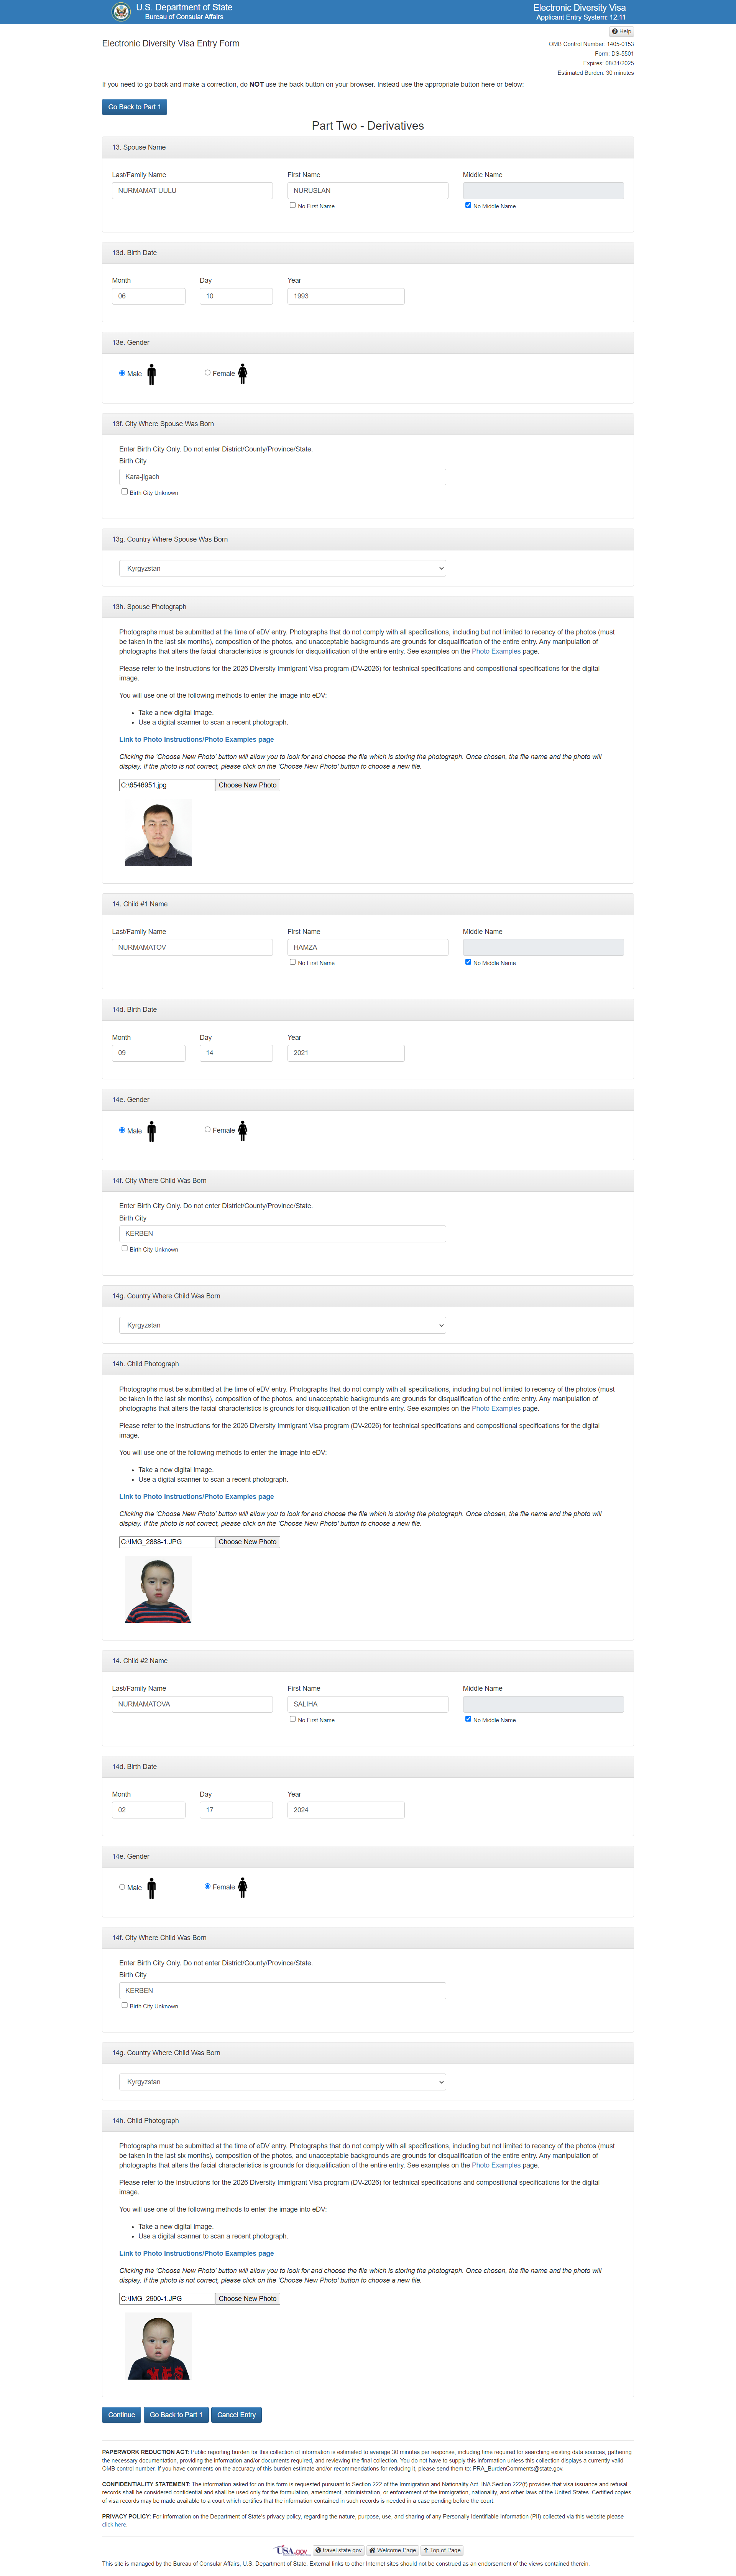 U.S. Department of State
Bureau of Consular Affairs
Electronic Diversity Visa
Applicant Entry System: 12.11
Help
Electronic Diversity Visa Entry Form
OMB Control Number: 1405-0153
Form: DS-5501
Expires: 08/31/2025
Estimated Burden: 30 minutes
If you need to go back and make a correction, do NOT use the back button on your browser. Instead use the appropriate button here or below:
Go Back to Part 1
Part Two - Derivatives
13. Spouse Name
Last/Family Name First Name Middle Name
NURMAMAT UULU NURUSLAN
No First Name No Middle Name
13d. Birth Date
Month Day Year
06 10 1993
13e. Gender
Male Female
13f. City Where Spouse Was Born
Enter Birth City Only. Do not enter District/County/Province/State.
Birth City
Kara-jigach
Birth City Unknown
13g. Country Where Spouse Was Born
Kyrgyzstan
13h. Spouse Photograph
Photographs must be submitted at the time of eDV entry. Photographs that do not comply with all specifications, including but not limited to recency of the photos (must
be taken in the last six months), composition of the photos, and unacceptable backgrounds are grounds for disqualification of the entire entry. Any manipulation of
photographs that alters the facial characteristics is grounds for disqualification of the entire entry. See examples on the Photo Examples page.
Please refer to the Instructions for the 2026 Diversity Immigrant Visa program (DV-2026) for technical specifications and compositional specifications for the digital
image.
You will use one of the following methods to enter the image into eDV:
• Take a new digital image.
• Use a digital scanner to scan a recent photograph.
Link to Photo Instructions/Photo Examples page
Clicking the 'Choose New Photo' button will allow you to look for and choose the file which is storing the photograph. Once chosen, the file name and the photo will
display. If the photo is not correct, please click on the 'Choose New Photo' button to choose a new file.
C:\6546951.jpg Choose New Photo
14. Child #1 Name
Last/Family Name First Name Middle Name
NURMAMATOV HAMZA
No First Name No Middle Name
14d. Birth Date
Month Day Year
09 14 2021
14e. Gender
Male Female
14f. City Where Child Was Born
Enter Birth City Only. Do not enter District/County/Province/State.
Birth City
KERBEN
Birth City Unknown
14g. Country Where Child Was Born
Kyrgyzstan
14h. Child Photograph
Photographs must be submitted at the time of eDV entry. Photographs that do not comply with all specifications, including but not limited to recency of the photos (must
be taken in the last six months), composition of the photos, and unacceptable backgrounds are grounds for disqualification of the entire entry. Any manipulation of
photographs that alters the facial characteristics is grounds for disqualification of the entire entry. See examples on the Photo Examples page.
Please refer to the Instructions for the 2026 Diversity Immigrant Visa program (DV-2026) for technical specifications and compositional specifications for the digital
image.
You will use one of the following methods to enter the image into eDV:
• Take a new digital image.
• Use a digital scanner to scan a recent photograph.
Link to Photo Instructions/Photo Examples page
Clicking the 'Choose New Photo' button will allow you to look for and choose the file which is storing the photograph. Once chosen, the file name and the photo will
display. If the photo is not correct, please click on the 'Choose New Photo' button to choose a new file.
C:\IMG_2888-1.JPG Choose New Photo
14. Child #2 Name
Last/Family Name First Name Middle Name
NURMAMATOVA SALIHA
No First Name No Middle Name
14d. Birth Date
Month Day Year
02 17 2024
14e. Gender
Male Female
14f. City Where Child Was Born
Enter Birth City Only. Do not enter District/County/Province/State.
Birth City
KERBEN
Birth City Unknown
14g. Country Where Child Was Born
Kyrgyzstan
14h. Child Photograph
Photographs must be submitted at the time of eDV entry. Photographs that do not comply with all specifications, including but not limited to recency of the photos (must
be taken in the last six months), composition of the photos, and unacceptable backgrounds are grounds for disqualification of the entire entry. Any manipulation of
photographs that alters the facial characteristics is grounds for disqualification of the entire entry. See examples on the Photo Examples page.
Please refer to the Instructions for the 2026 Diversity Immigrant Visa program (DV-2026) for technical specifications and compositional specifications for the digital
image.
You will use one of the following methods to enter the image into eDV:
• Take a new digital image.
• Use a digital scanner to scan a recent photograph.
Link to Photo Instructions/Photo Examples page
Clicking the 'Choose New Photo' button will allow you to look for and choose the file which is storing the photograph. Once chosen, the file name and the photo will
display. If the photo is not correct, please click on the 'Choose New Photo' button to choose a new file.
C:\IMG_2900-1.JPG Choose New Photo
YES
Continue Go Back to Part 1 Cancel Entry
PAPERWORK REDUCTION ACT: Public reporting burden for this collection of information is estimated to average 30 minutes per response, including time required for searching existing data sources, gathering
the necessary documentation, providing the information and/or documents required, and reviewing the final collection. You do not have to supply this information unless this collection displays a currently valid
OMB control number. If you have comments on the accuracy of this burden estimate and/or recommendations for reducing it, please send them to: PRA_BurdenComments@state.gov.
CONFIDENTIALITY STATEMENT: The information asked for on this form is requested pursuant to Section 222 of the Immigration and Nationality Act. INA Section 222(f) provides that visa issuance and refusal
records shall be considered confidential and shall be used only for the formulation, amendment, administration, or enforcement of the immigration, nationality, and other laws of the United States. Certified copies
of visa records may be made available to a court which certifies that the information contained in such records is needed in a case pending before the court.
PRIVACY POLICY: For information on the Department of State's privacy policy, regarding the nature, purpose, use, and sharing of any Personally Identifiable Information (PII) collected via this website please
click here.
USA.gov travel.state.gov Welcome Page Top of Page
This site is managed by the Bureau of Consular Affairs, U.S. Department of State. External links to other Internet sites should not be construed as an endorsement of the views contained therein.